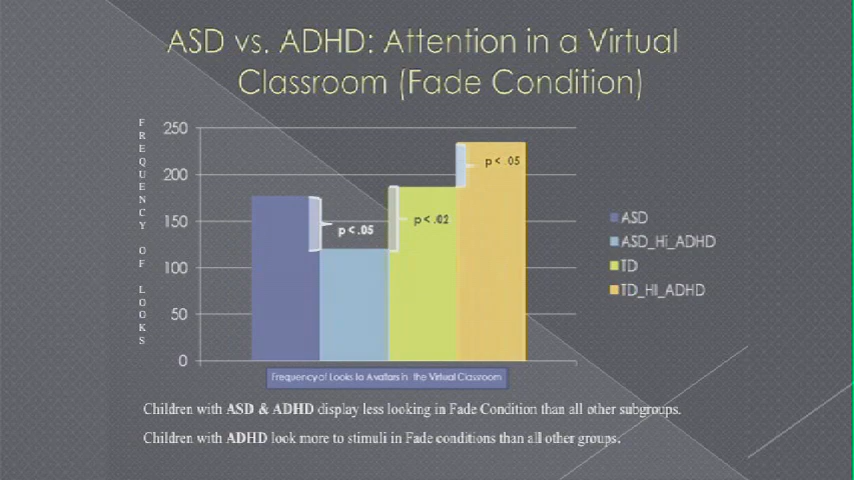 ASD vs. ADHD: Attention in a Virtual
Classroom (Fade Condition)
FREQUENCY OF LOOKS
250
200
150
100
50
0
p < .05
p < .02
p < .05
ASD
ASD_Hi_ADHD
TD
TD_HI_ADHD
Frequency of Looks to Avatars in the Virtual Classroom
Children with ASD & ADHD display less looking in Fade Condition than all other subgroups.
Children with ADHD look more to stimuli in Fade conditions than all other groups.